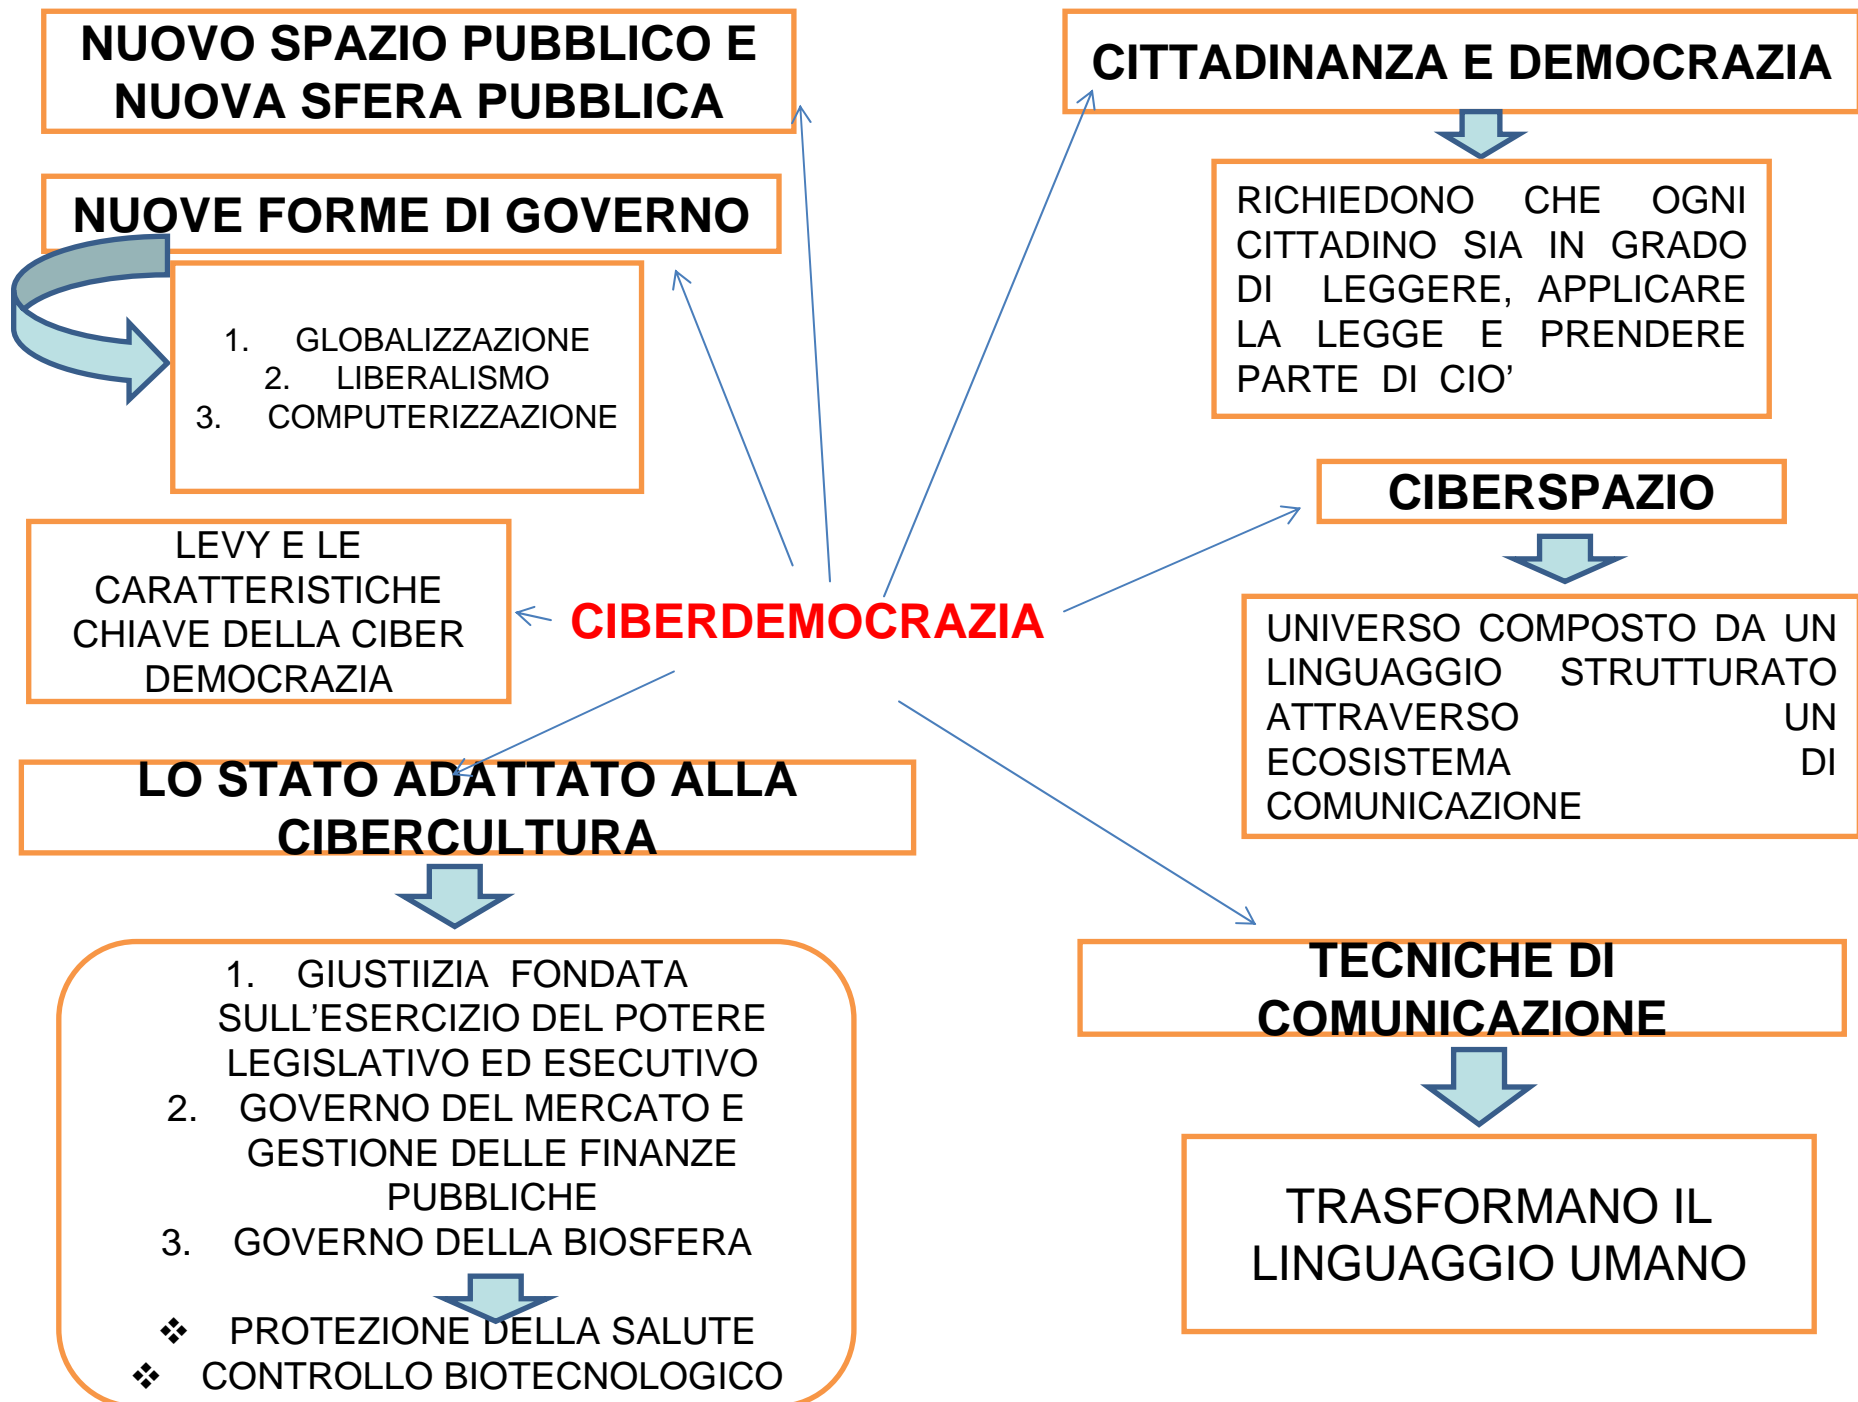 NUOVO SPAZIO PUBBLICO E
NUOVA SFERA PUBBLICA
NUOVE FORME DI GOVERNO
1. GLOBALIZZAZIONE
2. LIBERALISMO
3. COMPUTERIZZAZIONE
LEVY E LE
CARATTERISTICHE
CHIAVE DELLA CIBER
DEMOCRAZIA
CIBERDEMOCRAZIA
CITTADINANZA E DEMOCRAZIA
RICHIEDONO CHE OGNI
CITTADINO SIA IN GRADO
DI LEGGERE, APPLICARE
LA LEGGE E PRENDERE
PARTE DI CIO’
CIBERSPAZIO
UNIVERSO COMPOSTO DA UN
LINGUAGGIO STRUTTURATO
ATTRAVERSO UN
ECOSISTEMA DI
COMUNICAZIONE
LO STATO ADATTATO ALLA
CIBERCULTURA
1. GIUSTIIZIA FONDATA
SULL’ESERCIZIO DEL POTERE
LEGISLATIVO ED ESECUTIVO
2. GOVERNO DEL MERCATO E
GESTIONE DELLE FINANZE
PUBBLICHE
3. GOVERNO DELLA BIOSFERA
❖ PROTEZIONE DELLA SALUTE
❖ CONTROLLO BIOTECNOLOGICO
TECNICHE DI
COMUNICAZIONE
TRASFORMANO IL
LINGUAGGIO UMANO